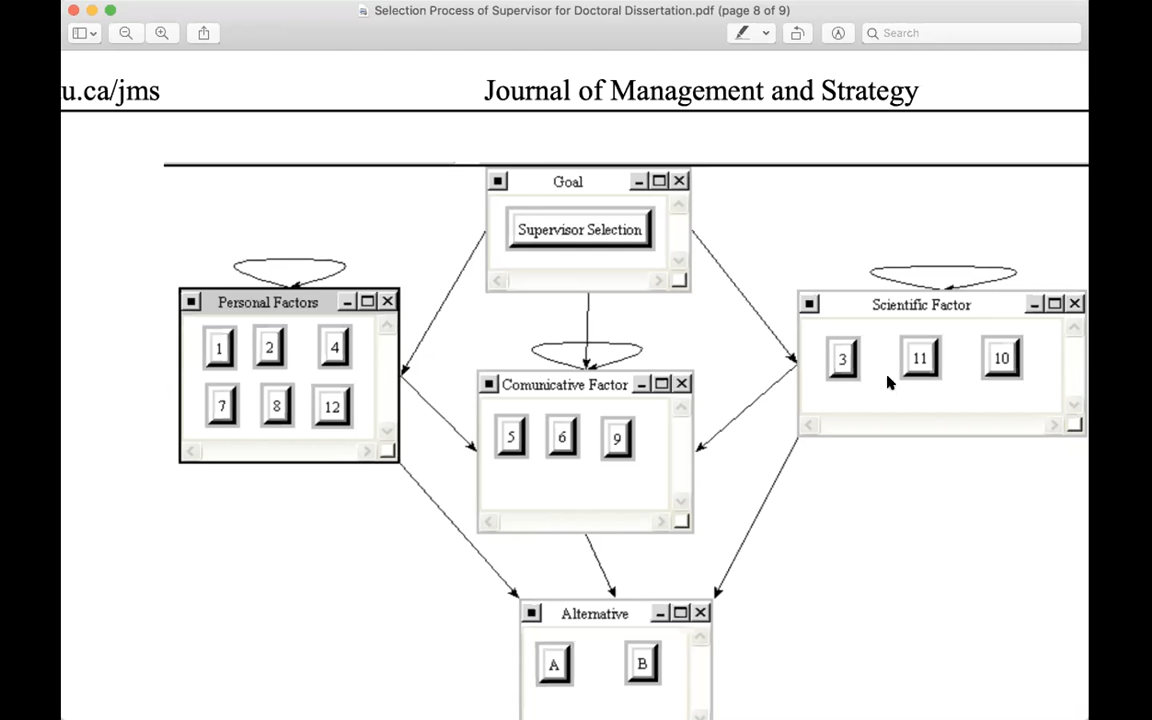 Selection Process of Supervisor for Doctoral Dissertation.pdf (page 8 of 9)
Search
u.ca/jms Journal of Management and Strategy
Goal
Supervisor Selection
Personal Factors
1 2 4
7 8 12
Comunicative Factor
5 6 9
Scientific Factor
3 11 10
Alternative
A B